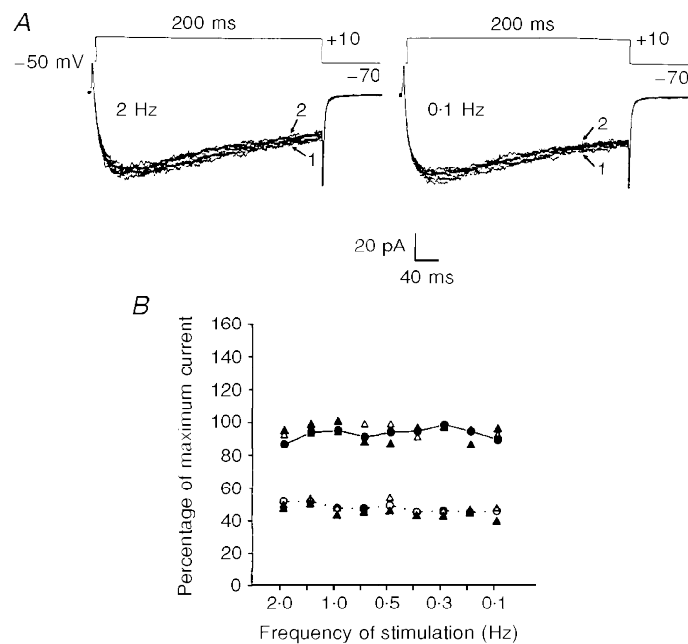 A
200 ms
+10
-50 mV
-70
2 Hz
2
1
200 ms
+10
-70
0·1 Hz
2
1
20 pA
40 ms
B
Percentage of maximum current
160
140
120
100
80
60
40
20
0
2·0
1·0
0·5
0·3
0·1
Frequency of stimulation (Hz)